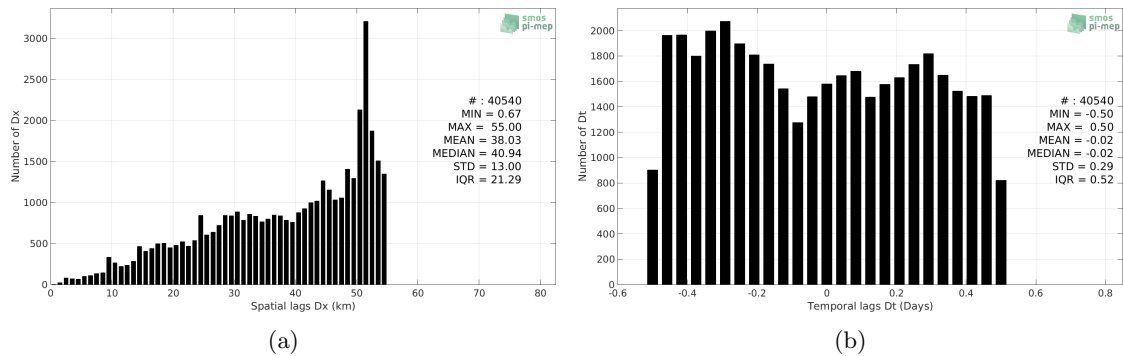 smos
pi-mep
3000
2500
2000
1500
1000
500
0
Number of Dx
# : 40540
MIN = 0.67
MAX = 55.00
MEAN = 38.03
MEDIAN = 40.94
STD = 13.00
IQR = 21.29
0 10 20 30 40 50 60 70 80
Spatial lags Dx (km)
(a)
smos
pi-mep
2000
1800
1600
1400
1200
1000
800
600
400
200
0
Number of Dt
# : 40540
MIN = -0.50
MAX = 0.50
MEAN = -0.02
MEDIAN = -0.02
STD = 0.29
IQR = 0.52
-0.6 -0.4 -0.2 0 0.2 0.4 0.6 0.8
Temporal lags Dt (Days)
(b)